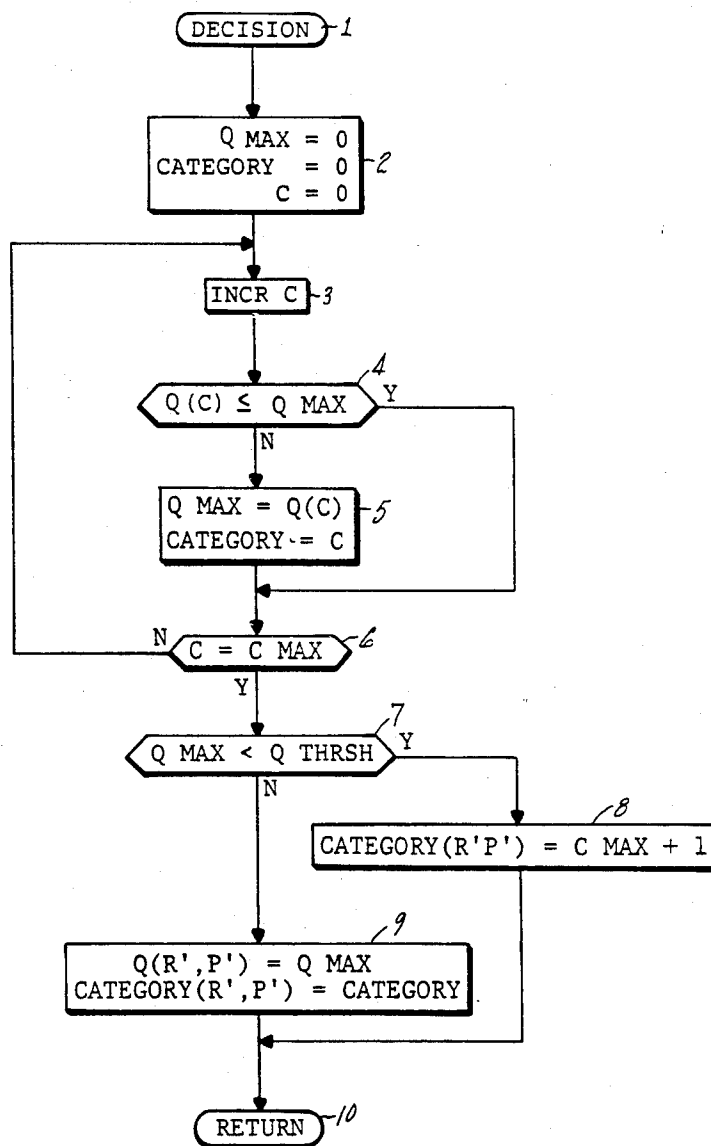 DECISION
1
Q MAX = 0
CATEGORY = 0
C = 0
2
INCR C
3
4
Q(C) ≤ Q MAX
Y
N
Q MAX = Q(C)
CATEGORY = C
5
N
C = C MAX
6
Y
7
Q MAX < Q THRSH
Y
N
8
CATEGORY(R'P') = C MAX + 1
9
Q(R',P') = Q MAX
CATEGORY(R',P') = CATEGORY
RETURN
10